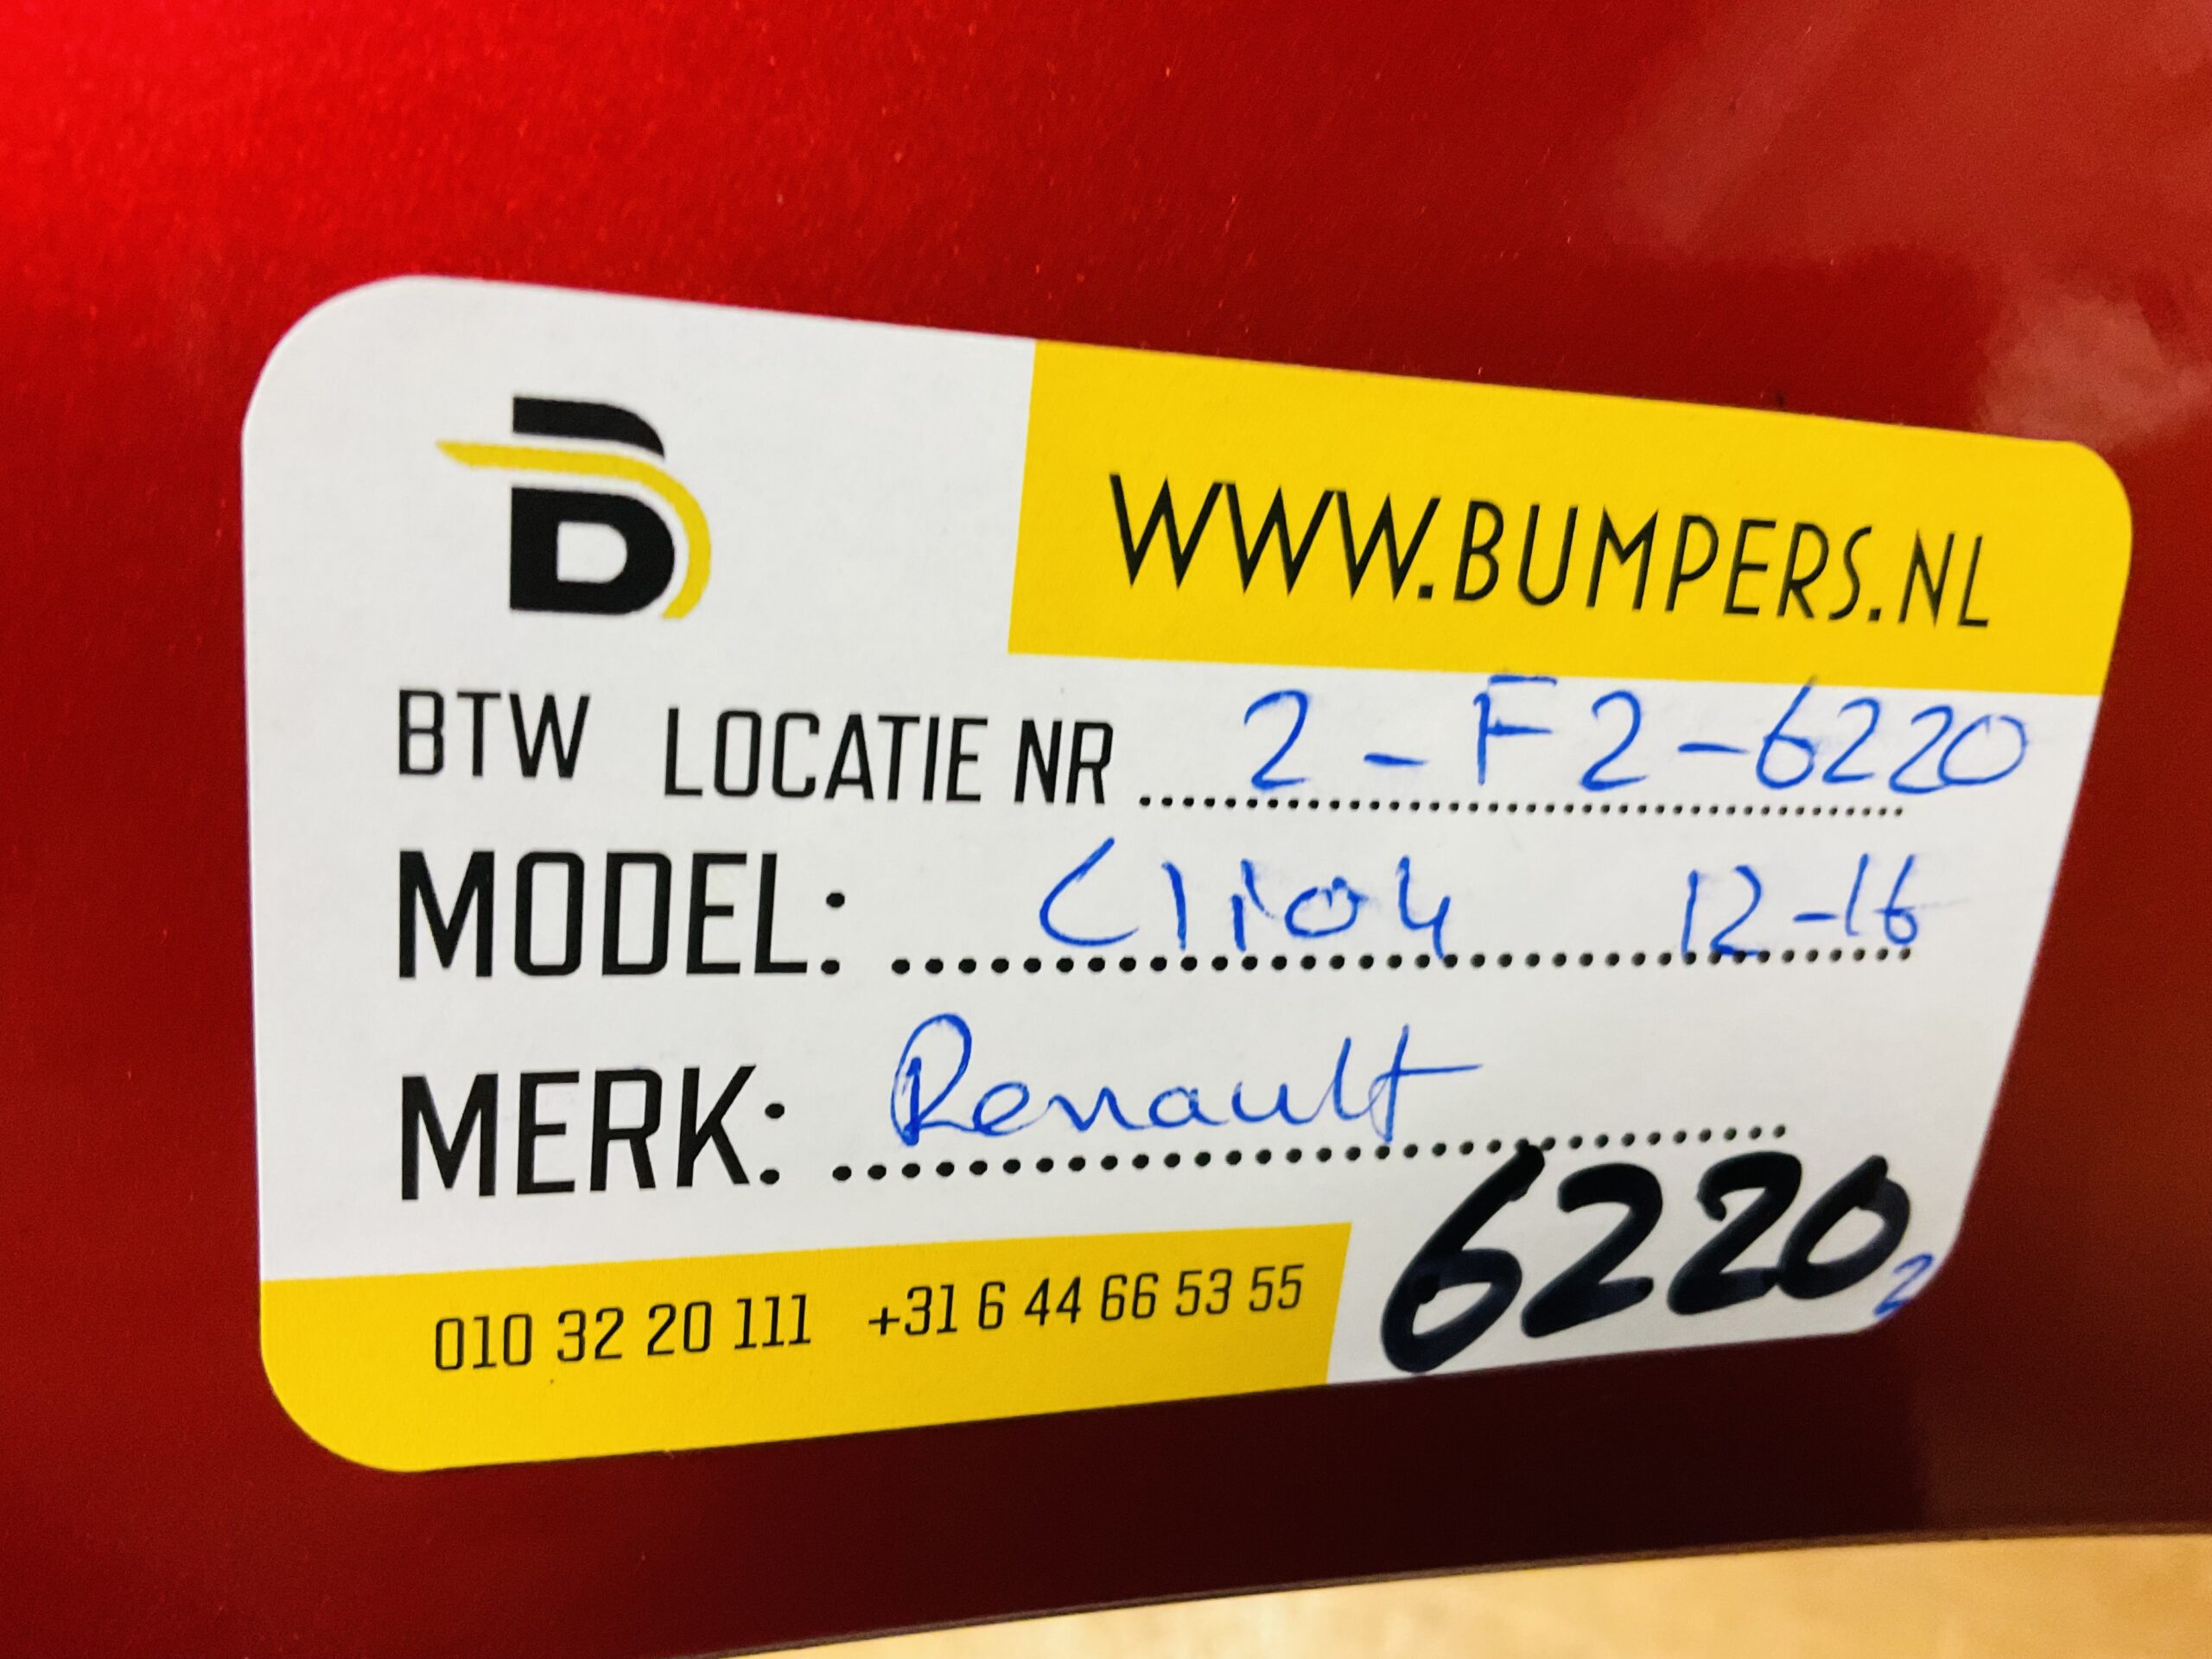 B
WWW.BUMPERS.NL
BTW LOCATIE NR 2-F2-6220
MODEL: Clio4 12-16
MERK: Renault
6220 2
010 32 20 111 +31 6 44 66 53 55